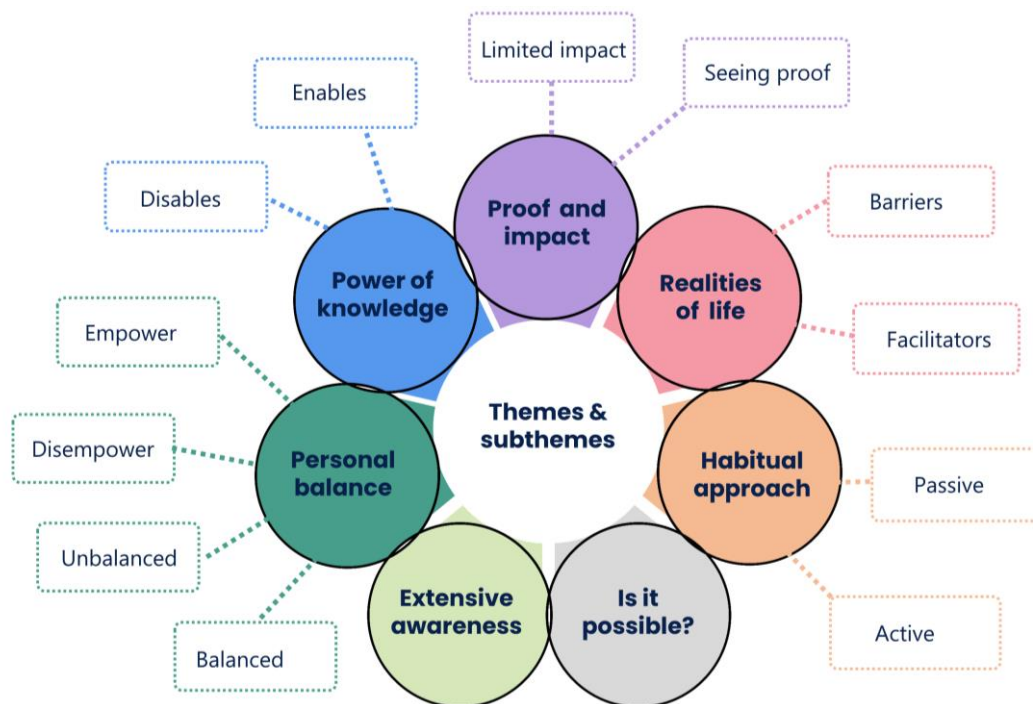 Limited impact
Seeing proof
Enables
Disables
Barriers
Proof and
impact
Power of
knowledge
Realities
of life
Empower
Facilitators
Themes &
subthemes
Disempower
Personal
balance
Habitual
approach
Passive
Unbalanced
Extensive
awareness
Is it
possible?
Active
Balanced